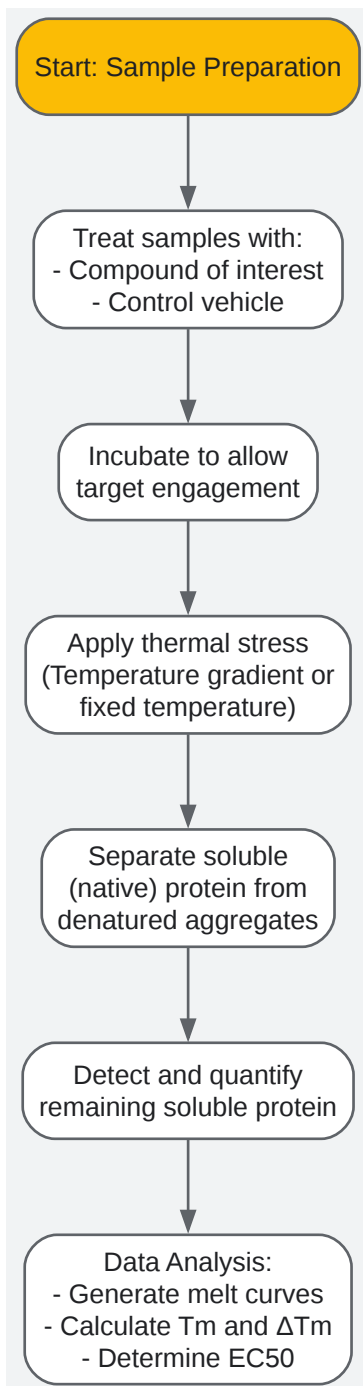 Start: Sample Preparation
Treat samples with:
- Compound of interest
- Control vehicle
Incubate to allow
target engagement
Apply thermal stress
(Temperature gradient or
fixed temperature)
Separate soluble
(native) protein from
denatured aggregates
Detect and quantify
remaining soluble protein
Data Analysis:
- Generate melt curves
- Calculate Tm and ΔTm
- Determine EC50